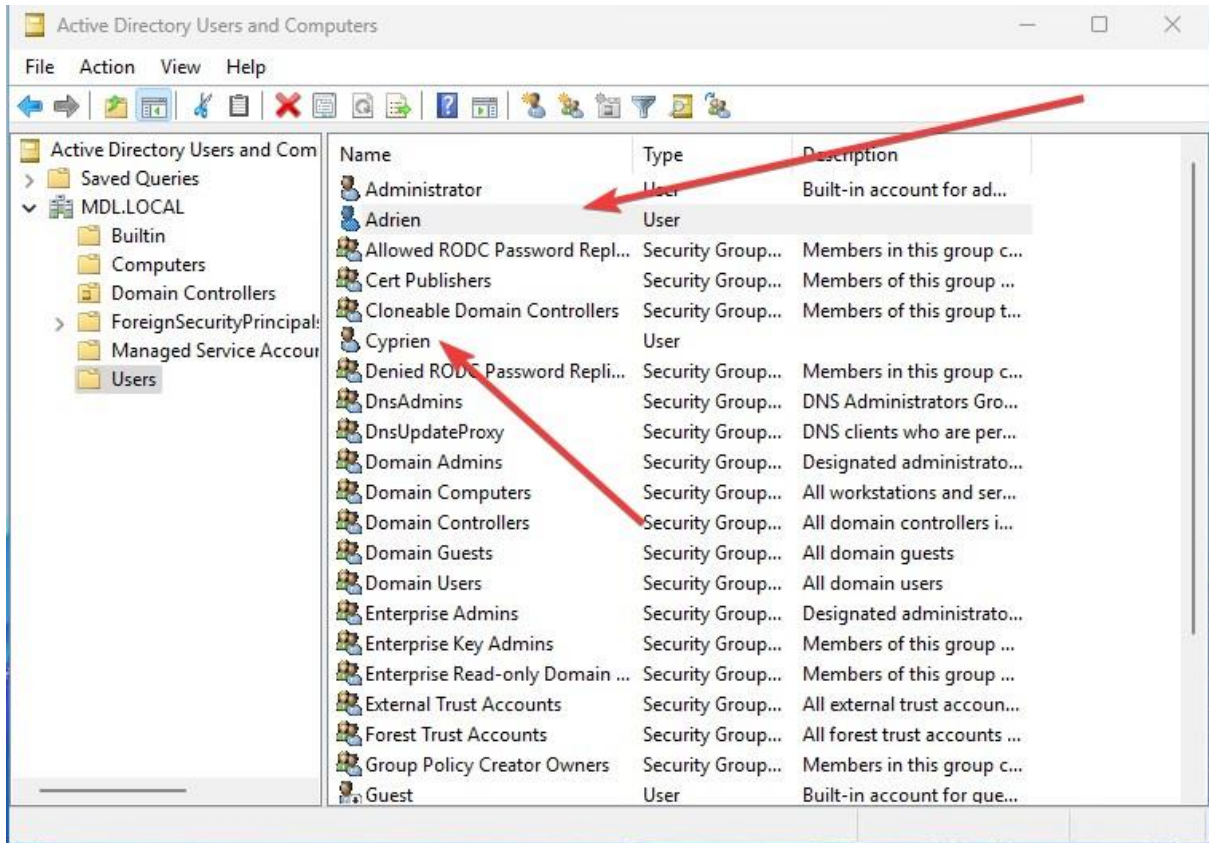 Active Directory Users and Computers
File Action View Help
Active Directory Users and Com
Saved Queries
MDL.LOCAL
Builtin
Computers
Domain Controllers
ForeignSecurityPrincipals
Managed Service Accour
Users
Name Type Description
Administrator User Built-in account for ad...
Adrien User
Allowed RODC Password Repl... Security Group... Members in this group c...
Cert Publishers Security Group... Members of this group ...
Cloneable Domain Controllers Security Group... Members of this group t...
Cyprien User
Denied RODC Password Repli... Security Group... Members in this group c...
DnsAdmins Security Group... DNS Administrators Gro...
DnsUpdateProxy Security Group... DNS clients who are per...
Domain Admins Security Group... Designated administrato...
Domain Computers Security Group... All workstations and ser...
Domain Controllers Security Group... All domain controllers i...
Domain Guests Security Group... All domain guests
Domain Users Security Group... All domain users
Enterprise Admins Security Group... Designated administrato...
Enterprise Key Admins Security Group... Members of this group ...
Enterprise Read-only Domain ... Security Group... Members of this group ...
External Trust Accounts Security Group... All external trust accoun...
Forest Trust Accounts Security Group... All forest trust accounts ...
Group Policy Creator Owners Security Group... Members in this group c...
Guest User Built-in account for gue...